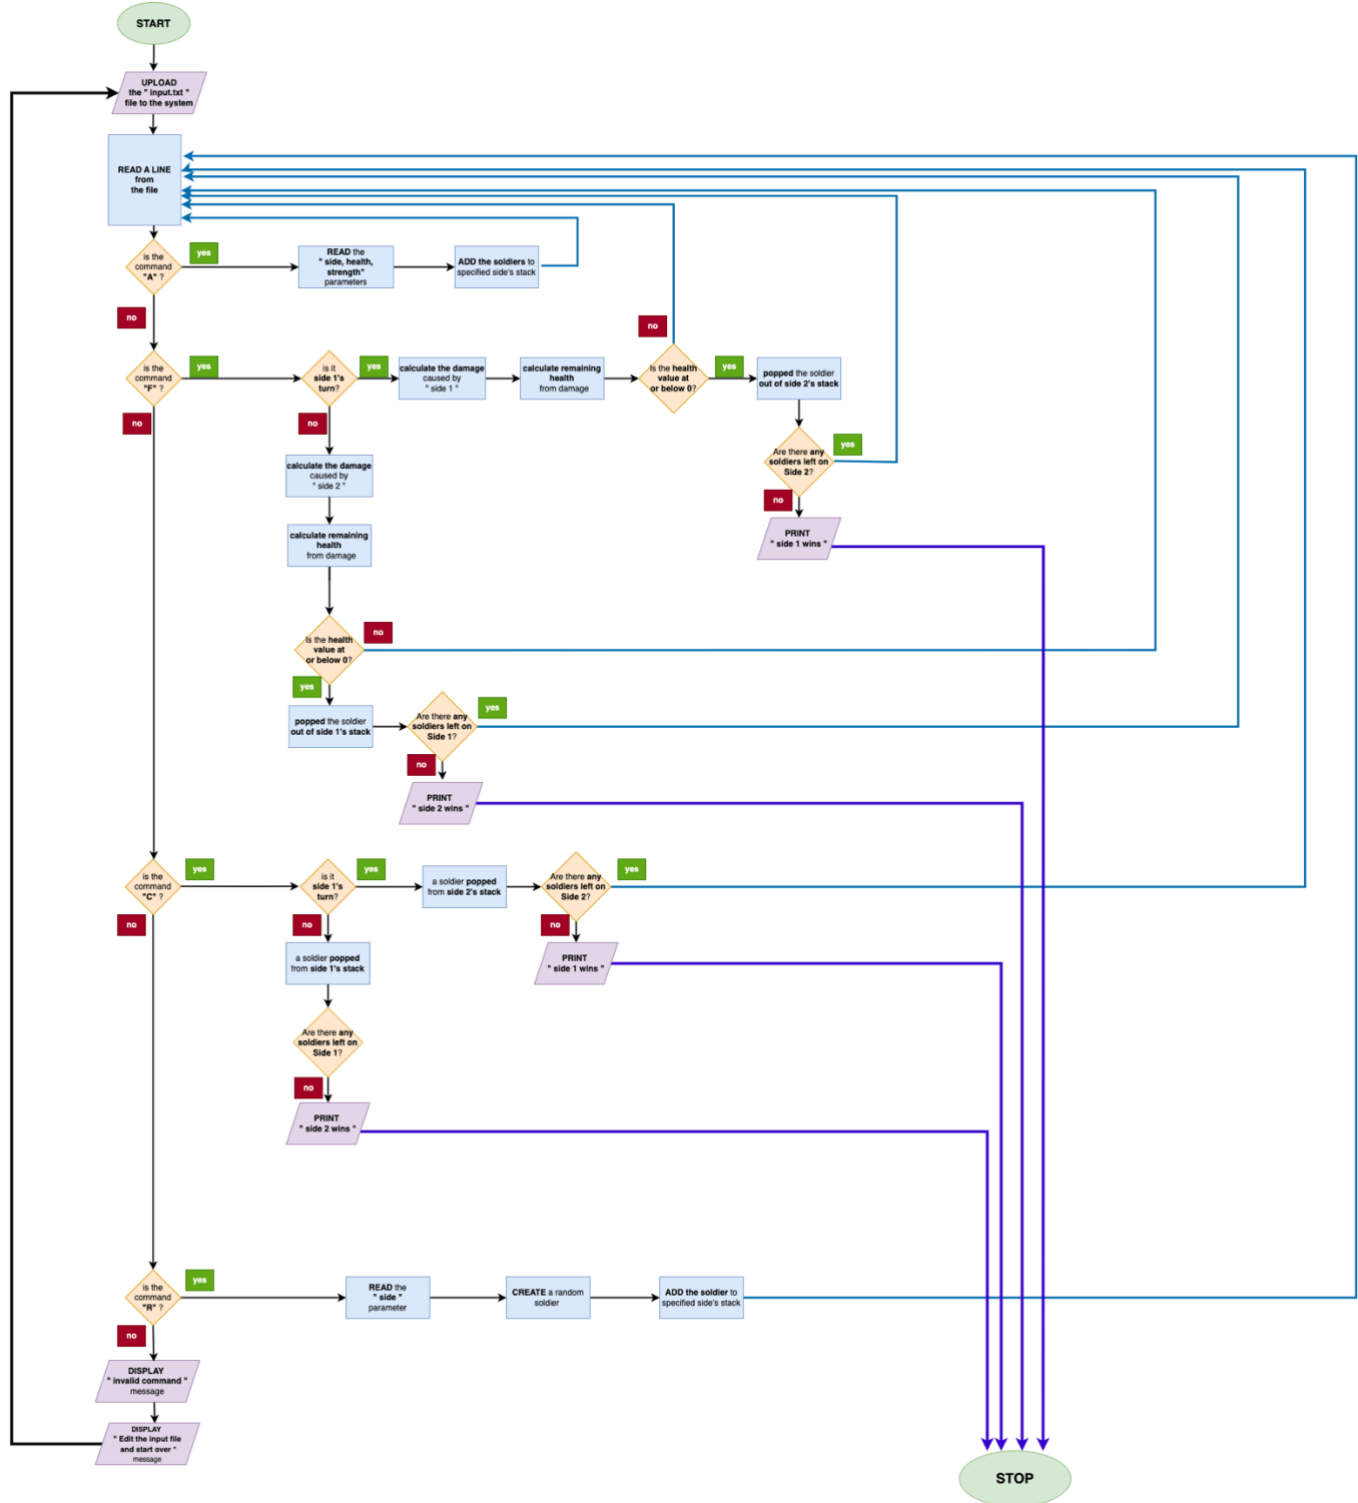 START
UPLOAD
the " input.txt "
file to the system
READ A LINE
from
the file
is the
command
"A" ?
yes
READ the
" side, health,
strength"
parameters
ADD the soldiers to
specified side's stack
no
is the
command
"F" ?
yes
is it
side 1's
turn?
yes
calculate the damage
caused by
" side 1 "
calculate remaining
health
from damage
no
Is the health
value at
or below 0?
yes
popped the soldier
out of side 2's stack
no
no
Are there any
soldiers left on
Side 2?
yes
no
PRINT
" side 1 wins "
calculate the damage
caused by
" side 2 "
calculate remaining
health
from damage
Is the health
value at
or below 0?
no
yes
popped the soldier
out of side 1's stack
Are there any
soldiers left on
Side 1?
yes
no
PRINT
" side 2 wins "
is the
command
"C" ?
yes
is it
side 1's
turn?
yes
a soldier popped
from side 2's stack
Are there any
soldiers left on
Side 2?
yes
no
no
no
PRINT
" side 1 wins "
a soldier popped
from side 1's stack
Are there any
soldiers left on
Side 1?
no
PRINT
" side 2 wins "
is the
command
"R" ?
yes
READ the
" side "
parameter
CREATE a random
soldier
ADD the soldier to
specified side's stack
no
DISPLAY
" invalid command "
message
DISPLAY
" Edit the input file
and start over "
message
STOP